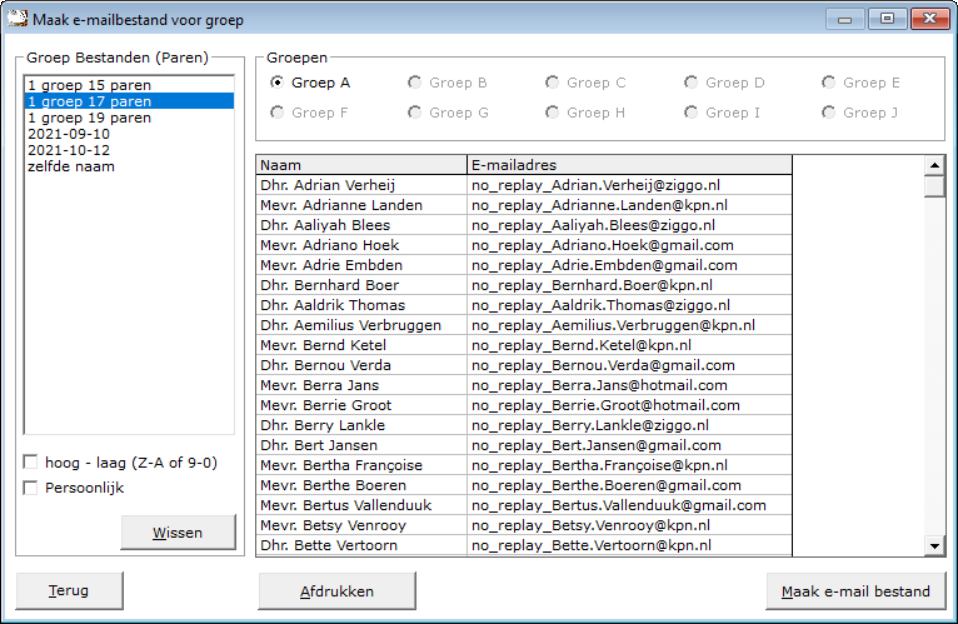 Maak e-mailbestand voor groep
Groep Bestanden (Paren)
1 groep 15 paren
1 groep 17 paren
1 groep 19 paren
2021-09-10
2021-10-12
zelfde naam
hoog - laag (Z-A of 9-0)
Persoonlijk
Wissen
Groepen
Groep A Groep B Groep C Groep D Groep E
Groep F Groep G Groep H Groep I Groep J
Naam E-mailadres
Dhr. Adrian Verheij no_replay_Adrian.Verheij@ziggo.nl
Mevr. Adrianne Landen no_replay_Adrianne.Landen@kpn.nl
Dhr. Aaliyah Blees no_replay_Aaliyah.Blees@ziggo.nl
Mevr. Adriano Hoek no_replay_Adriano.Hoek@gmail.com
Mevr. Adrie Embden no_replay_Adrie.Embden@gmail.com
Dhr. Bernhard Boer no_replay_Bernhard.Boer@kpn.nl
Dhr. Aaldrik Thomas no_replay_Aaldrik.Thomas@ziggo.nl
Dhr. Aemilius Verbruggen no_replay_Aemilius.Verbruggen@kpn.nl
Mevr. Bernd Ketel no_replay_Bernd.Ketel@kpn.nl
Dhr. Bernou Verda no_replay_Bernou.Verda@gmail.com
Mevr. Berra Jans no_replay_Berra.Jans@hotmail.com
Mevr. Berrie Groot no_replay_Berrie.Groot@hotmail.com
Dhr. Berry Lankle no_replay_Berry.Lankle@ziggo.nl
Dhr. Bert Jansen no_replay_Bert.Jansen@gmail.com
Mevr. Bertha Françoise no_replay_Bertha.Françoise@kpn.nl
Mevr. Berthe Boeren no_replay_Berthe.Boeren@gmail.com
Mevr. Bertus Vallenduuk no_replay_Bertus.Vallenduuk@gmail.com
Mevr. Betsy Venrooy no_replay_Betsy.Venrooy@kpn.nl
Dhr. Bette Vertoorn no_replay_Bette.Vertoorn@kpn.nl
Terug
Afdrukken
Maak e-mail bestand